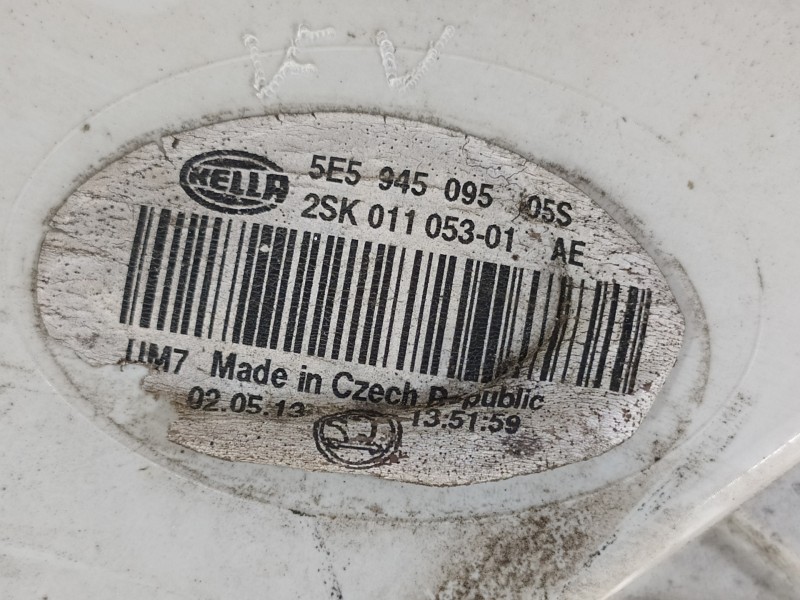 HELLA
5E5 945 095 05S
2SK 011 053-01 AE
UM7 Made in Czech Republic
02.05.13 13:51:59